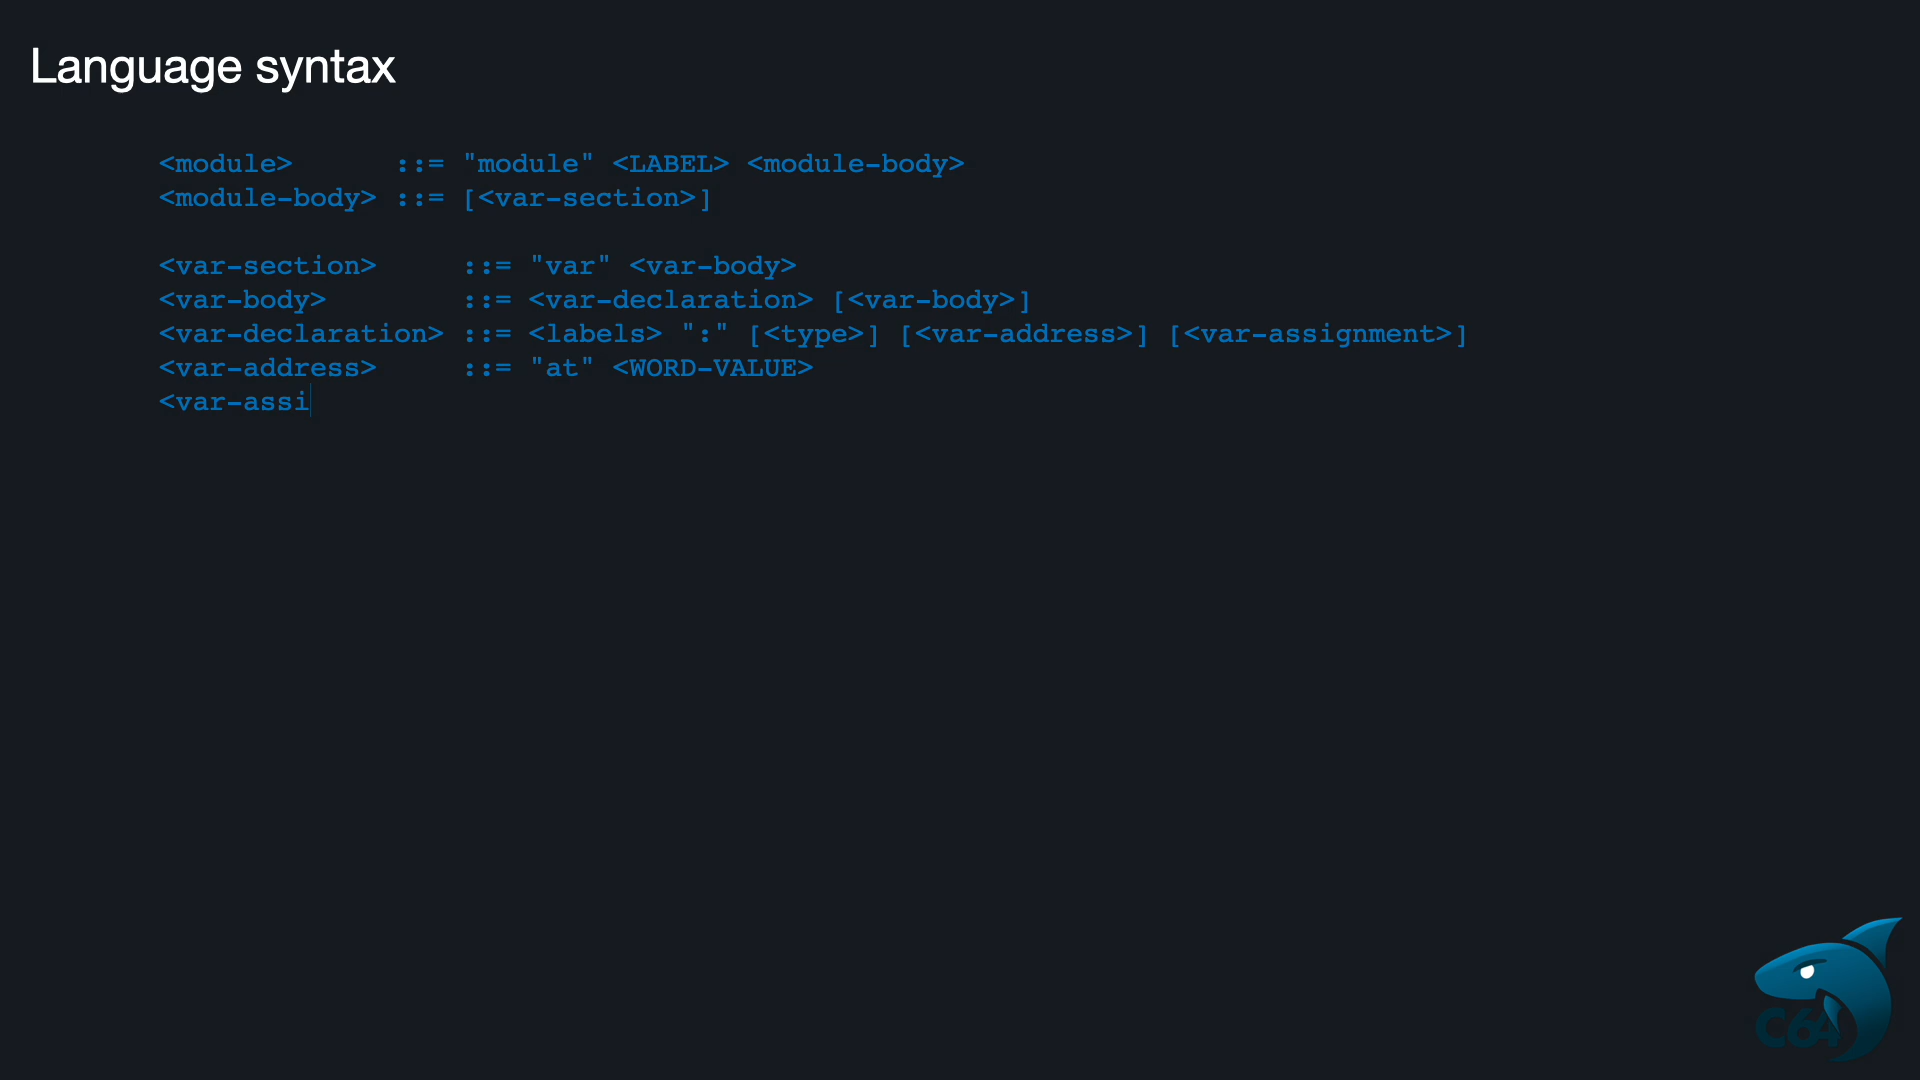 Language syntax
<module> ::= "module" <LABEL> <module-body>
<module-body> ::= [<var-section>]
<var-section> ::= "var" <var-body>
<var-body> ::= <var-declaration> [<var-body>]
<var-declaration> ::= <labels> ":" [<type>] [<var-address>] [<var-assignment>]
<var-address> ::= "at" <WORD-VALUE>
<var-assi
C64